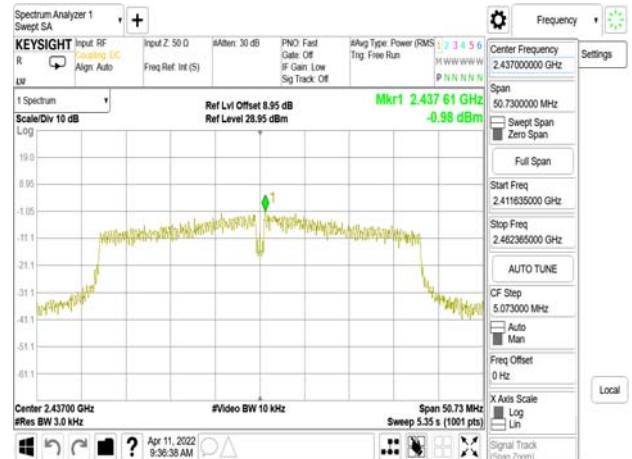 Spectrum Analyzer 1
Swept SA
+
Frequency
KEYSIGHT
R
LV
Input: RF
Coupling: DC
Align: Auto
Input Z: 50 Ω
Freq Ref: Int (S)
#Atten: 30 dB
PNO: Fast
Gate: Off
IF Gain: Low
Sig Track: Off
#Avg Type: Power (RMS
Trig: Free Run
1 2 3 4 5 6
M W W W W W
P N N N N N
Center Frequency
2.437000000 GHz
Settings
1 Spectrum
Scale/Div 10 dB
Log
Ref Lvl Offset 8.95 dB
Ref Level 28.95 dBm
Mkr1 2.437 61 GHz
-0.98 dBm
Span
50.7300000 MHz
Swept Span
Zero Span
Full Span
Start Freq
2.411635000 GHz
Stop Freq
2.462365000 GHz
AUTO TUNE
CF Step
5.073000 MHz
Auto
Man
Freq Offset
0 Hz
X Axis Scale
Log
Lin
Local
Signal Track
(Span Zoom)
19.0
8.95
-1.05
-11.1
-21.1
-31.1
-41.1
-51.1
-61.1
1
Center 2.43700 GHz
#Res BW 3.0 kHz
#Video BW 10 kHz
Span 50.73 MHz
Sweep 5.35 s (1001 pts)
?
Apr 11, 2022
9:36:38 AM